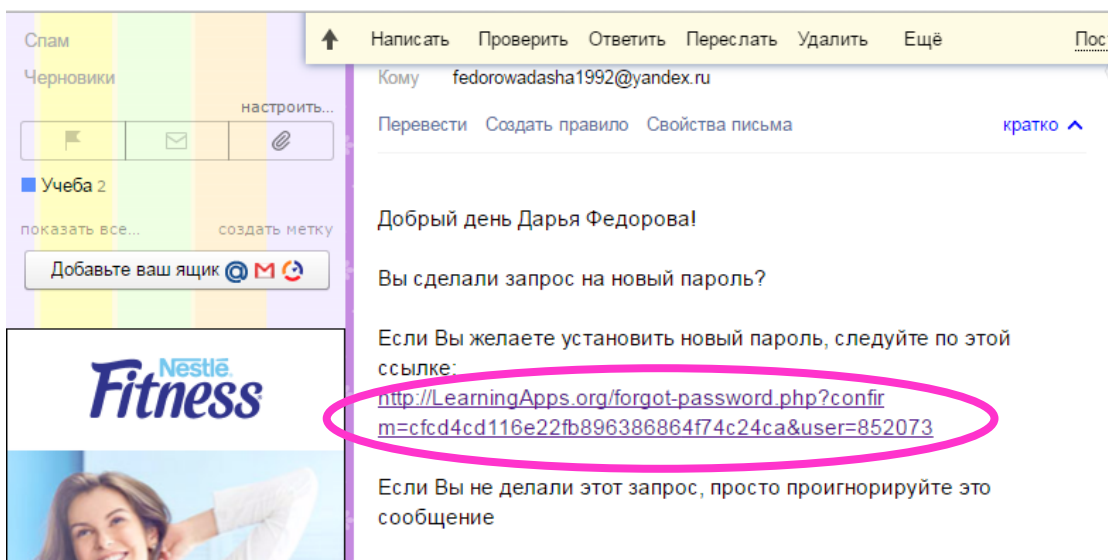 Спам
Черновики
настроить...
Учеба 2
показать все... создать метку
Добавьте ваш ящик
Nestlé
Fitness
Написать Проверить Ответить Переслать Удалить Ещё
Кому fedorowadasha1992@yandex.ru
Перевести Создать правило Свойства письма кратко
Добрый день Дарья Федорова!
Вы сделали запрос на новый пароль?
Если Вы желаете установить новый пароль, следуйте по этой
ссылке:
http://LearningApps.org/forgot-password.php?confir
m=cfcd4cd116e22fb896386864f74c24ca&user=852073
Если Вы не делали этот запрос, просто проигнорируйте это
сообщение